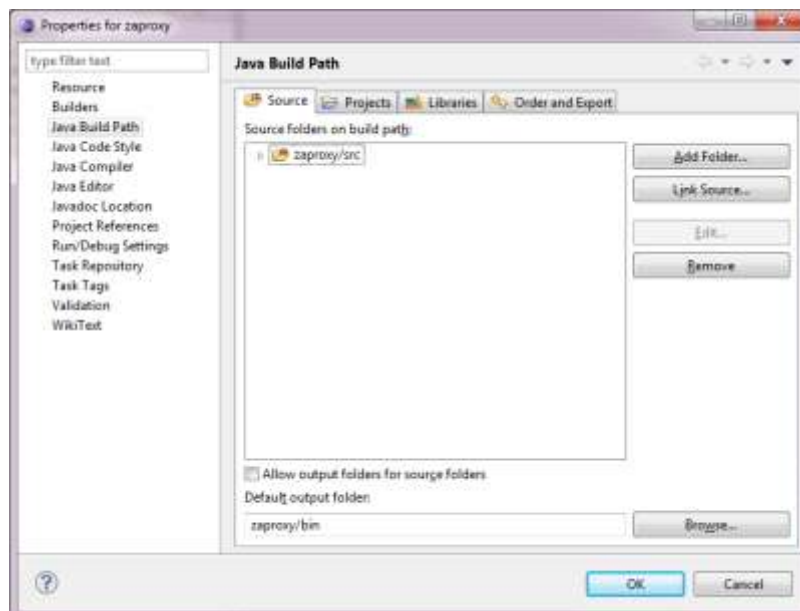 Properties for zaproxy
type filter text
Resource
Builders
Java Build Path
Java Code Style
Java Compiler
Java Editor
Javadoc Location
Project References
Run/Debug Settings
Task Repository
Task Tags
Validation
WikiText
Java Build Path
Source Projects Libraries Order and Export
Source folders on build path:
zaproxy/src
Add Folder...
Link Source...
Edit...
Remove
Allow output folders for source folders
Default output folder:
zaproxy/bin
Browse...
OK Cancel